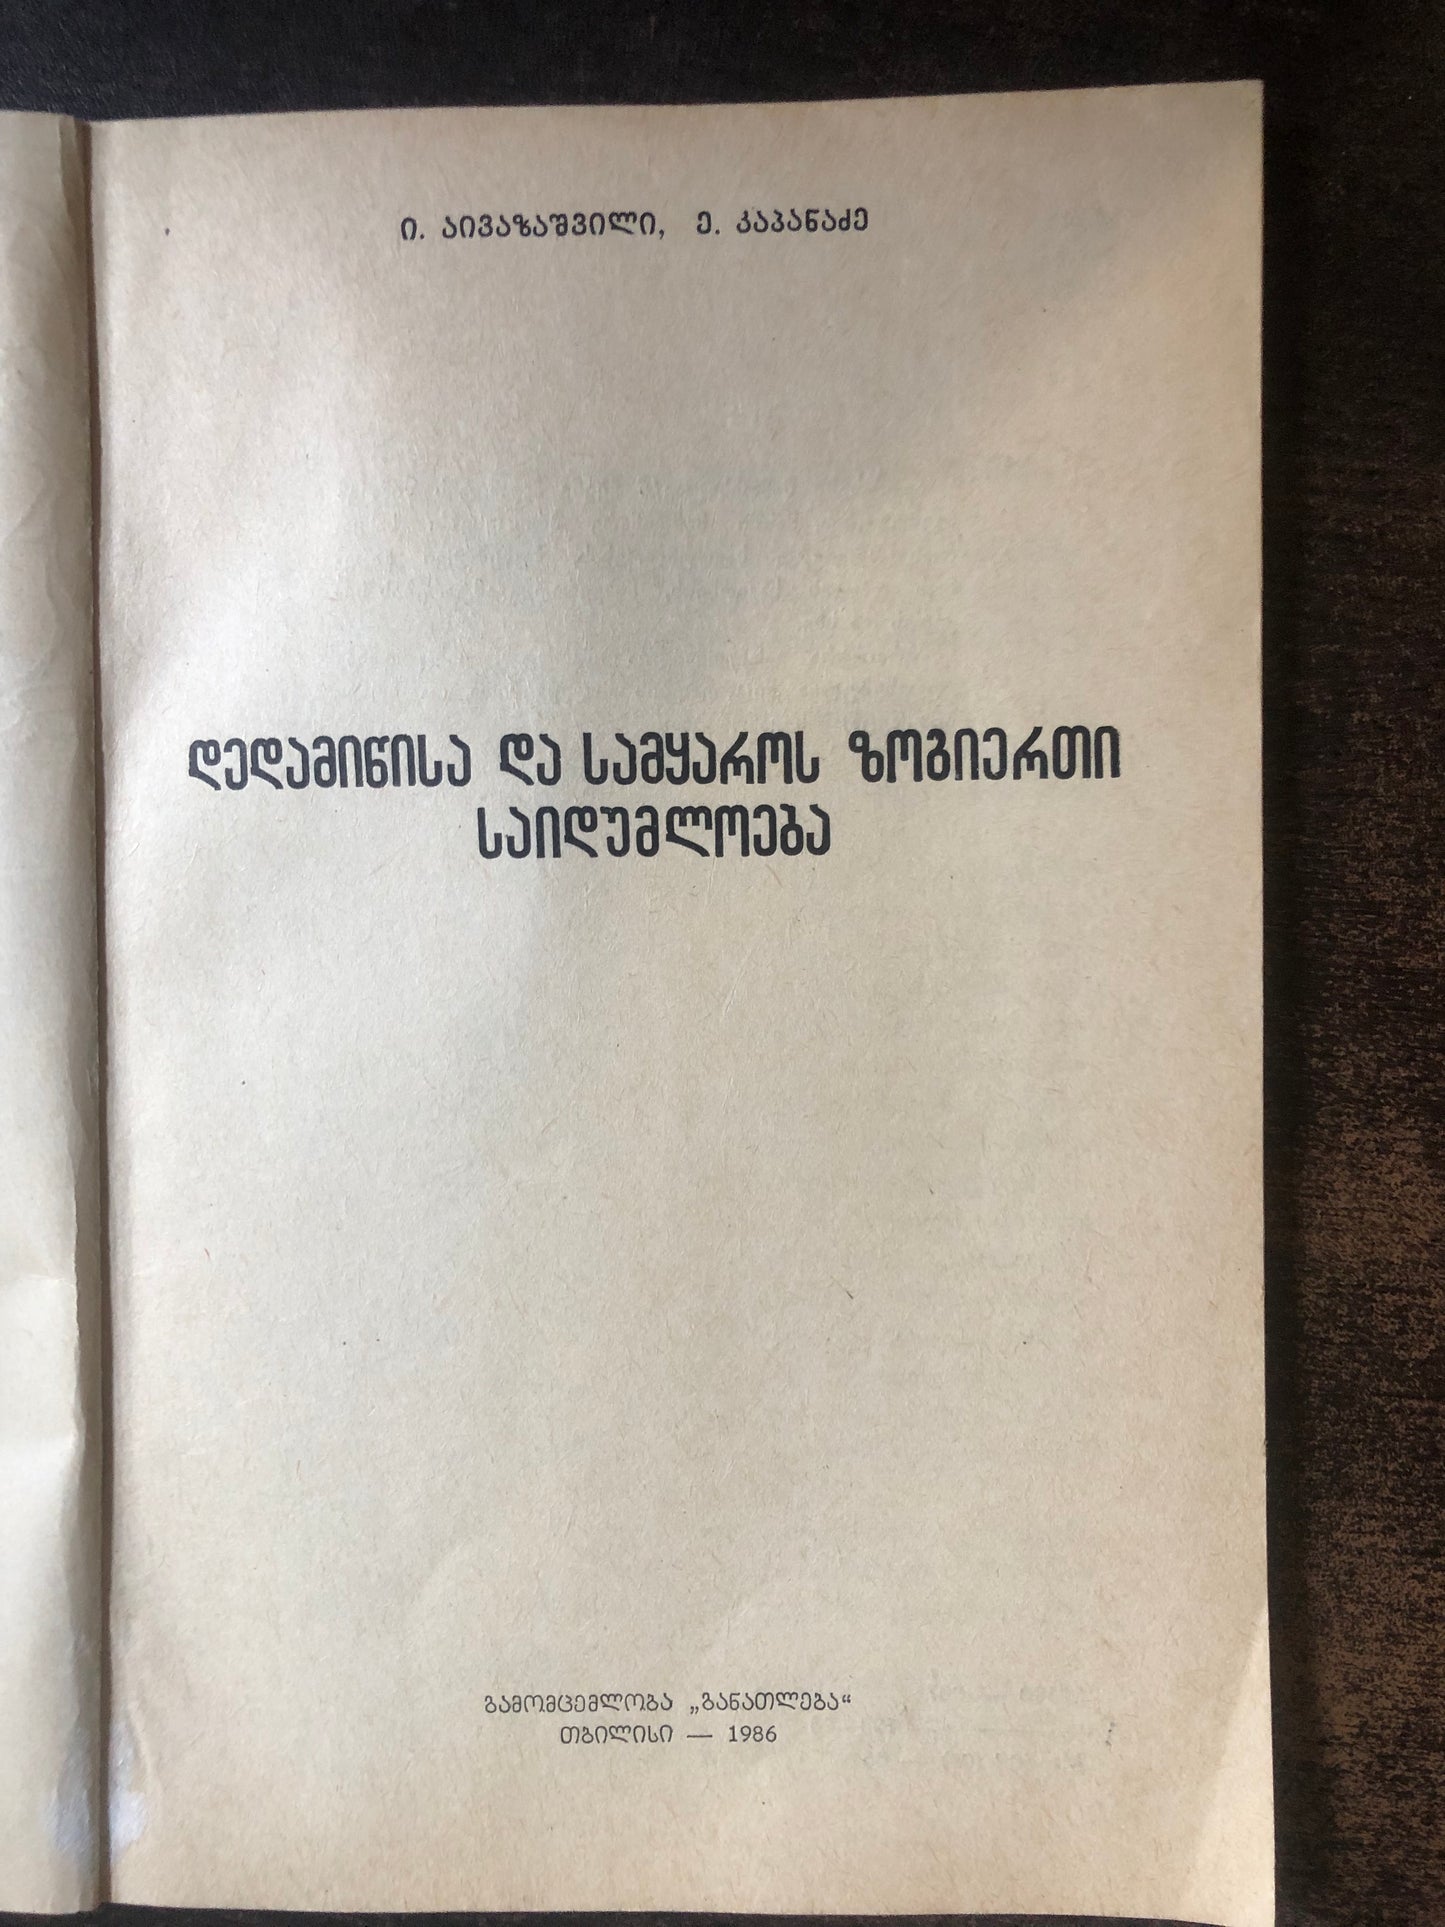 ი. აივაზაშვილი, ე. კაპანაძე
დედამიწისა და სამყაროს ზოგიერთი
საიდუმლოება
გამომცემლობა „განათლება“
თბილისი — 1986